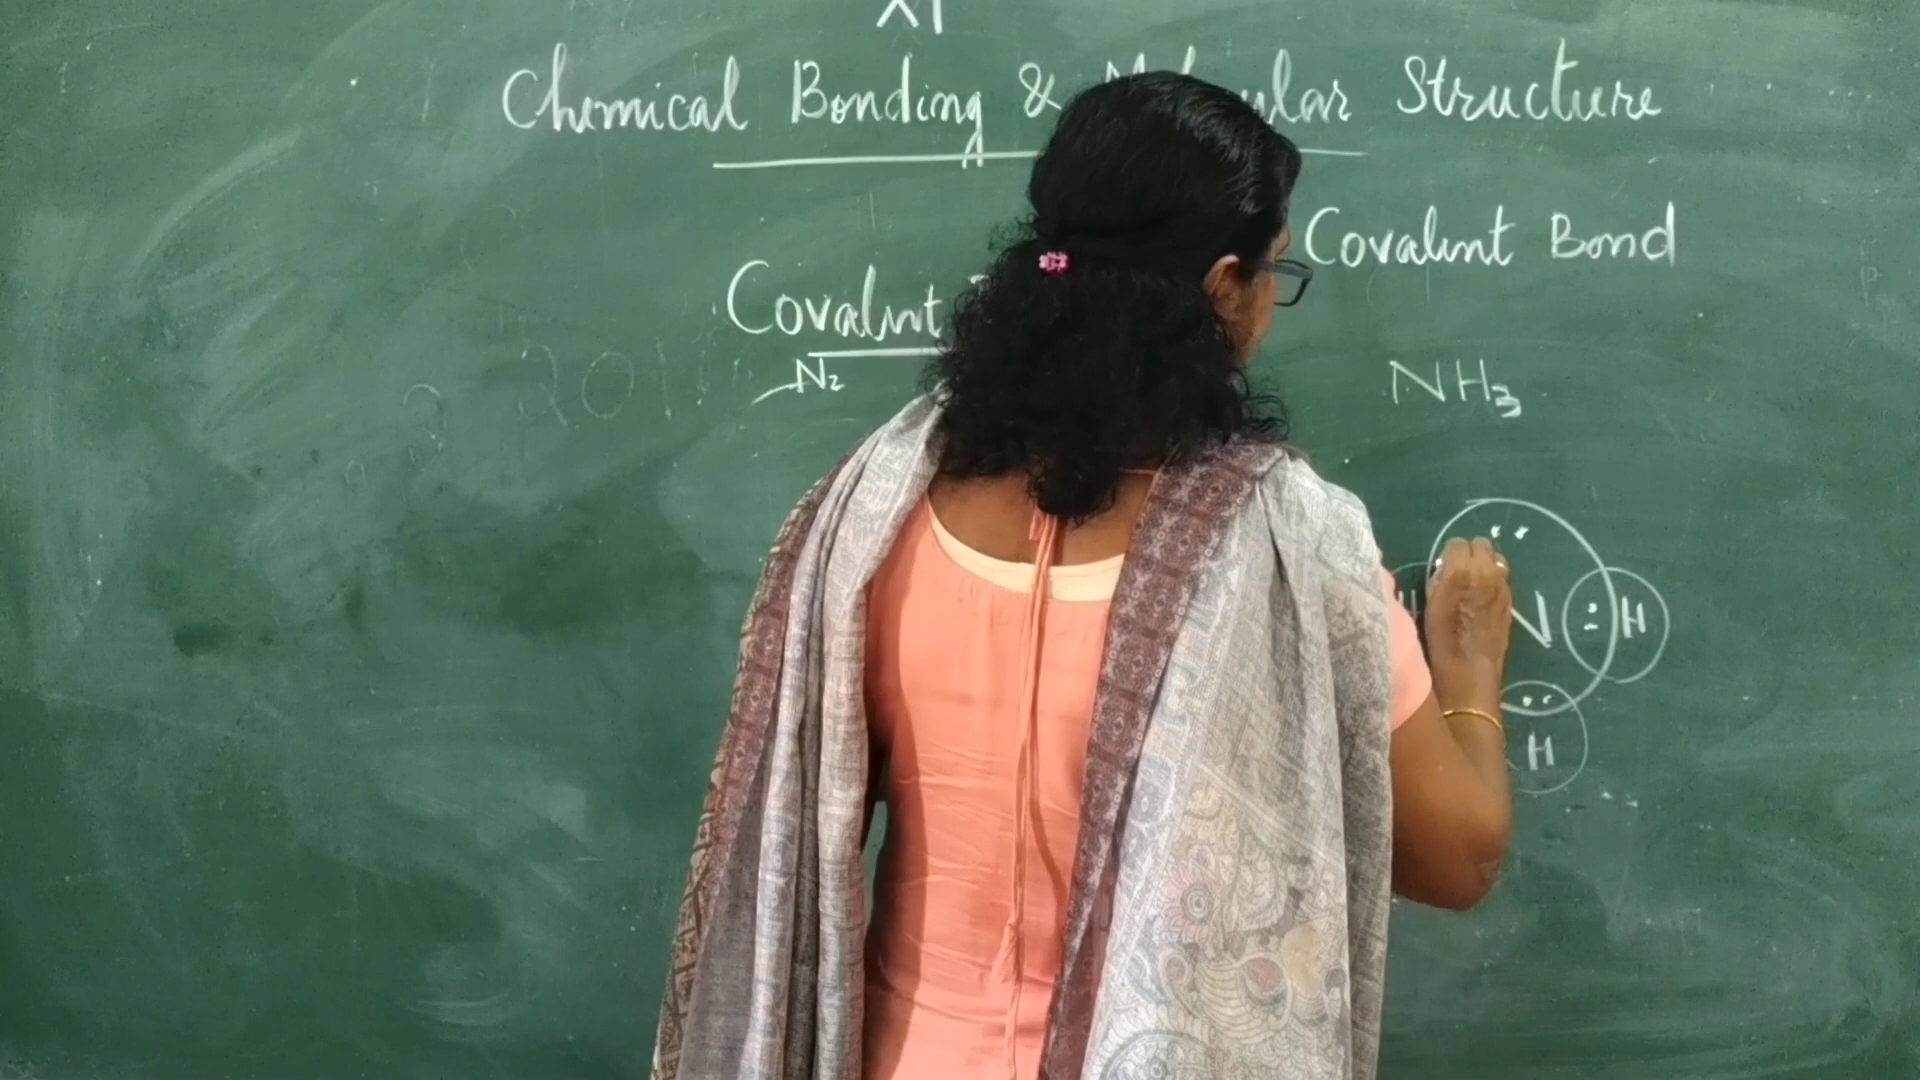 XI
Chemical Bonding & Molecular Structure
Covalent Bond
Covalent
N₂
NH₃
H N H
H